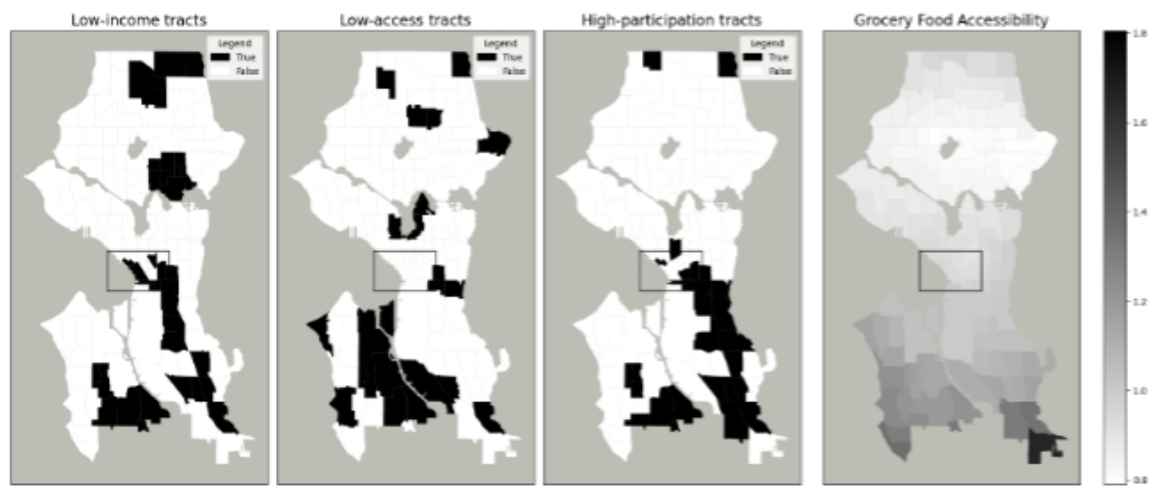 Low-income tracts
Legend
True
False
Low-access tracts
Legend
True
False
High-participation tracts
Legend
True
False
Grocery Food Accessibility
1.8
1.6
1.4
1.2
1.0
0.8